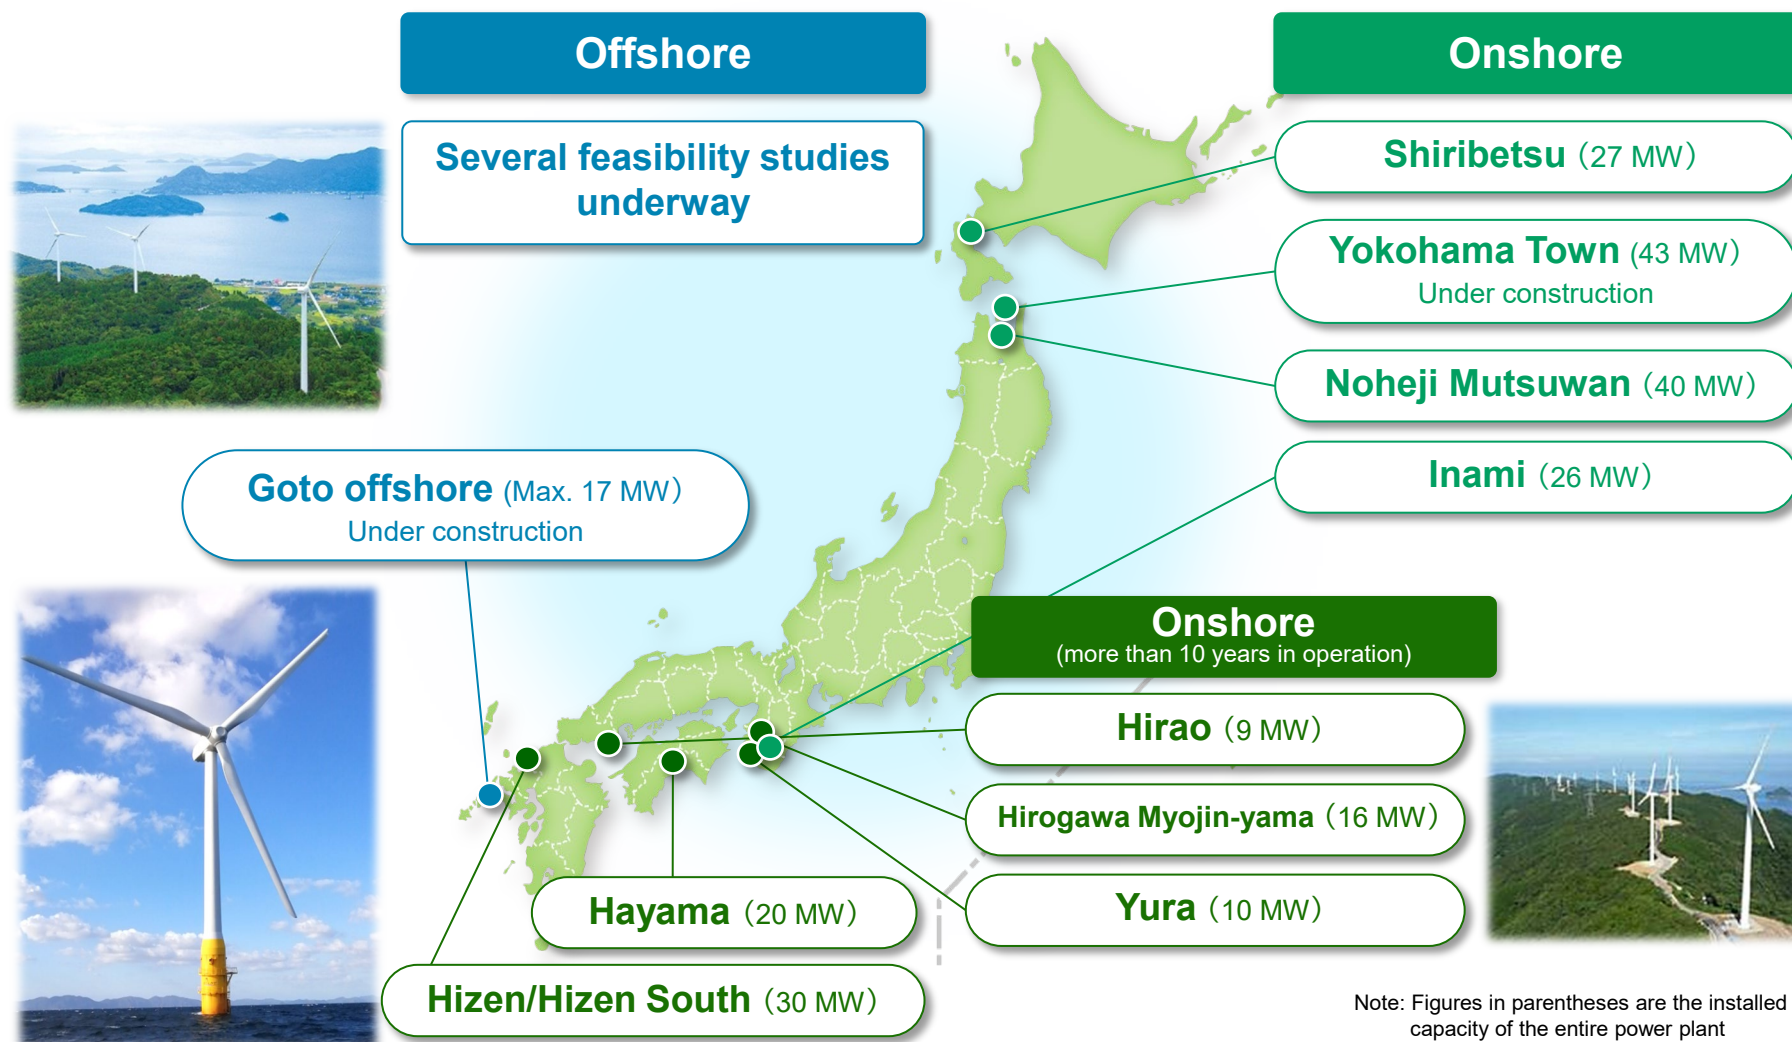 Offshore
Several feasibility studies
underway
Onshore
Shiribetsu（27 MW）
Yokohama Town (43 MW）
Under construction
Noheji Mutsuwan（40 MW）
Inami（26 MW）
Goto offshore (Max. 17 MW）
Under construction
Onshore
(more than 10 years in operation)
Hirao（9 MW）
Hirogawa Myojin-yama（16 MW）
Yura（10 MW）
Hayama（20 MW）
Hizen/Hizen South（30 MW）
Note: Figures in parentheses are the installed
capacity of the entire power plant